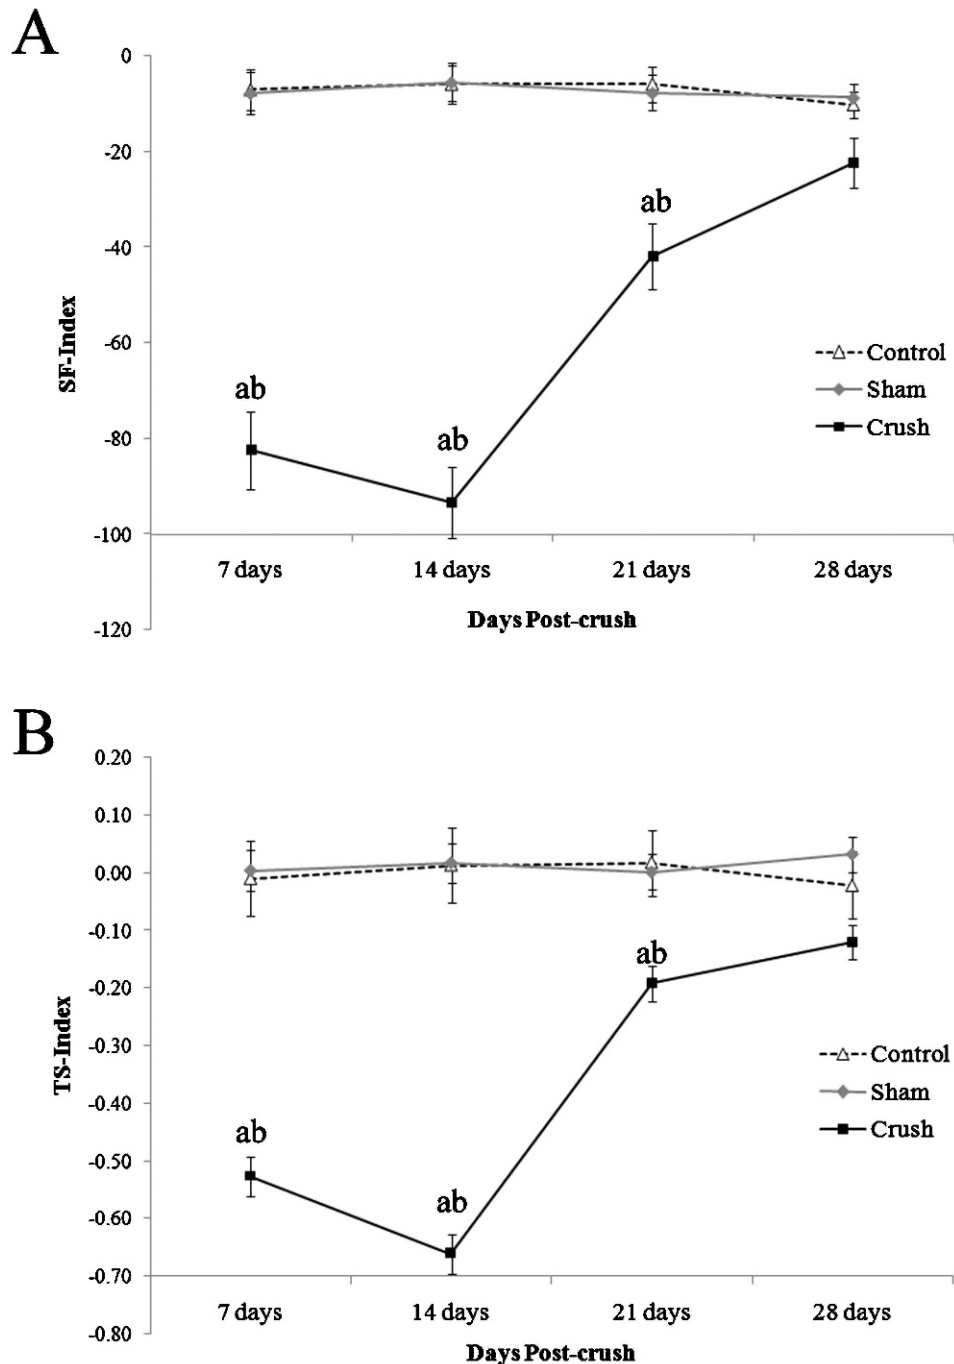 A
0
-20
-40
-60
-80
-100
-120
SF-Index
ab
ab
ab
Control
Sham
Crush
7 days
14 days
21 days
28 days
Days Post-crush
B
0.20
0.10
0.00
-0.10
-0.20
-0.30
-0.40
-0.50
-0.60
-0.70
-0.80
TS-Index
ab
ab
ab
Control
Sham
Crush
7 days
14 days
21 days
28 days
Days Post-crush